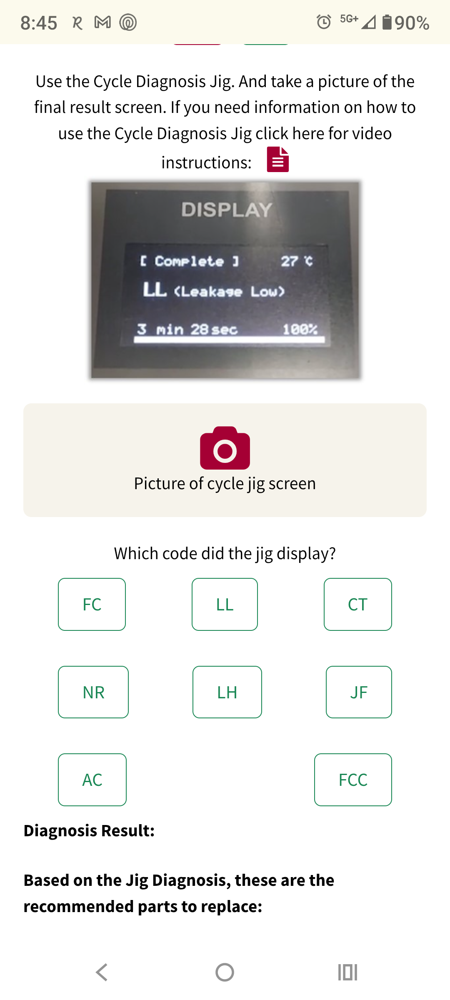 8:45
5G+
90%
Use the Cycle Diagnosis Jig. And take a picture of the
final result screen. If you need information on how to
use the Cycle Diagnosis Jig click here for video
instructions:
DISPLAY
[ Complete ] 27 ℃
LL (Leakage Low)
3 min 28 sec 100%
Picture of cycle jig screen
Which code did the jig display?
FC
LL
CT
NR
LH
JF
AC
FCC
Diagnosis Result:
Based on the Jig Diagnosis, these are the
recommended parts to replace: